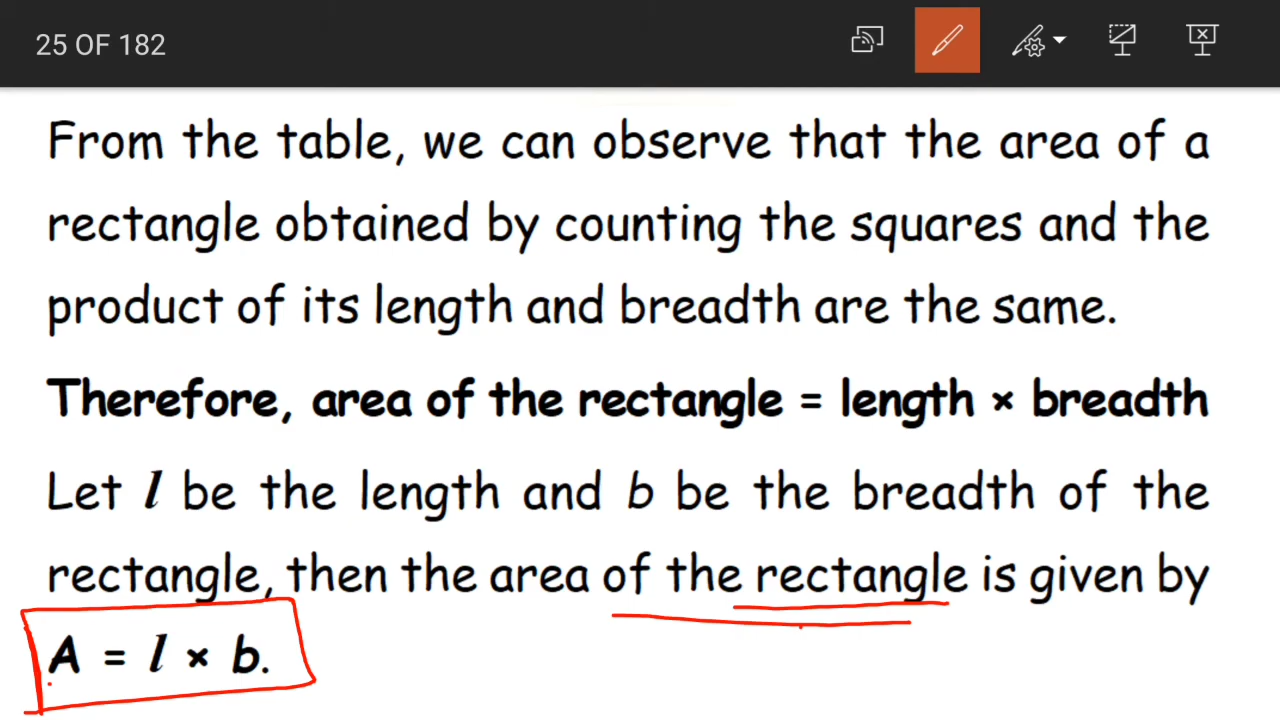 25 OF 182
From the table, we can observe that the area of a
rectangle obtained by counting the squares and the
product of its length and breadth are the same.
Therefore, area of the rectangle = length × breadth
Let l be the length and b be the breadth of the
rectangle, then the area of the rectangle is given by
A = l × b.